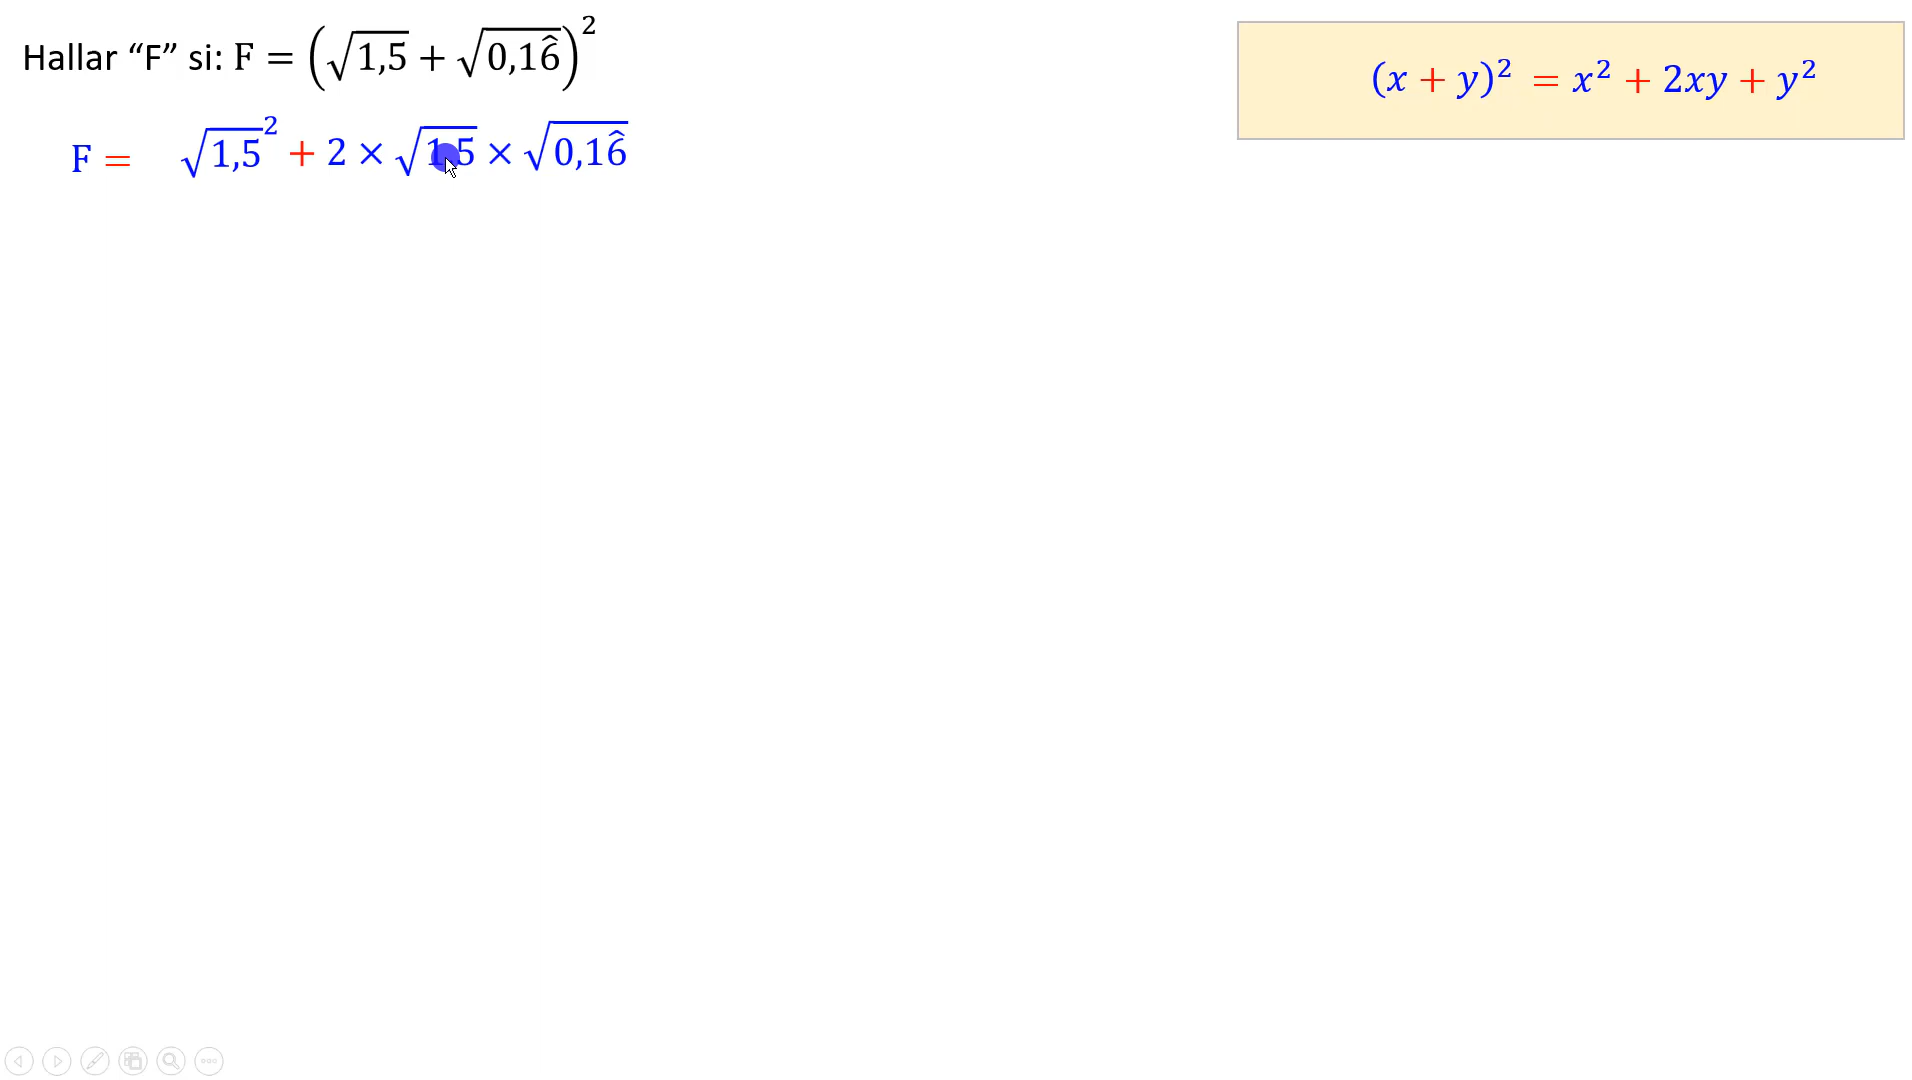 Hallar “F” si: F = (√1,5 + √0,16̂)²
(x + y)² = x² + 2xy + y²
F = √1,5² + 2 × √1,5 × √0,16̂